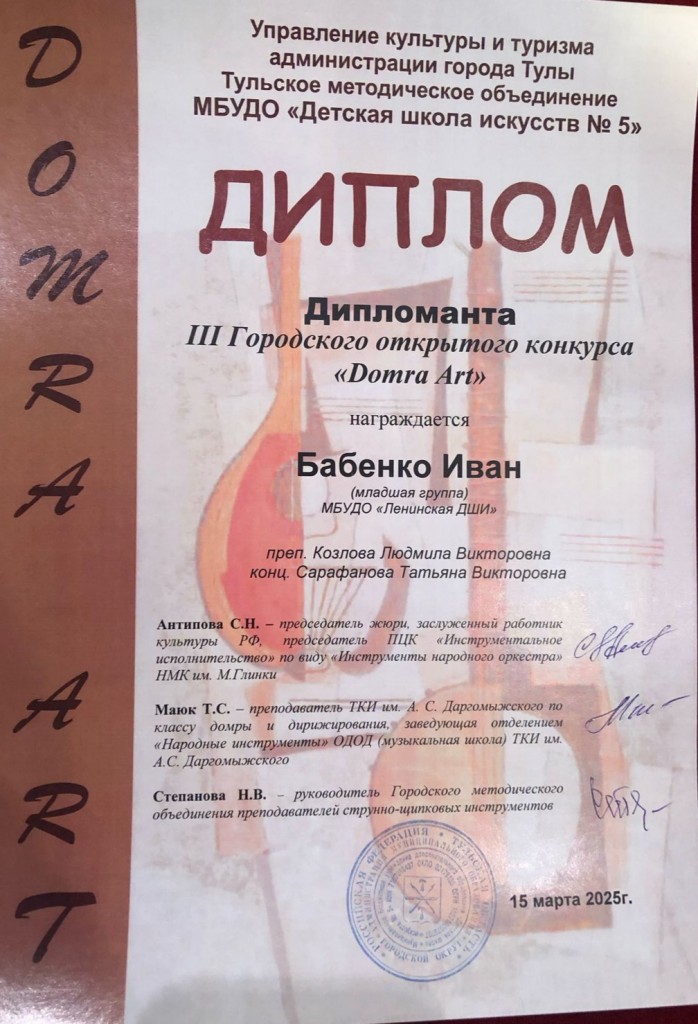 DOMRA ART
Управление культуры и туризма
администрации города Тулы
Тульское методическое объединение
МБУДО «Детская школа искусств № 5»
ДИПЛОМ
Дипломанта
III Городского открытого конкурса
«Domra Art»
награждается
Бабенко Иван
(младшая группа)
МБУДО «Ленинская ДШИ»
преп. Козлова Людмила Викторовна
конц. Сарафанова Татьяна Викторовна
Антипова С.Н. – председатель жюри, заслуженный работник
культуры РФ, председатель ПЦК «Инструментальное
исполнительство» по виду «Инструменты народного оркестра»
НМК им. М.Глинки
Маюк Т.С. – преподаватель ТКИ им. А. С. Даргомыжского по
классу домры и дирижирования, заведующая отделением
«Народные инструменты» ОДОД (музыкальная школа) ТКИ им.
А.С. Даргомыжского
Степанова Н.В. – руководитель Городского методического
объединения преподавателей струнно-щипковых инструментов
РОССИЙСКАЯ ФЕДЕРАЦИЯ * ТУЛЬСКАЯ ОБЛАСТЬ
15 марта 2025г.